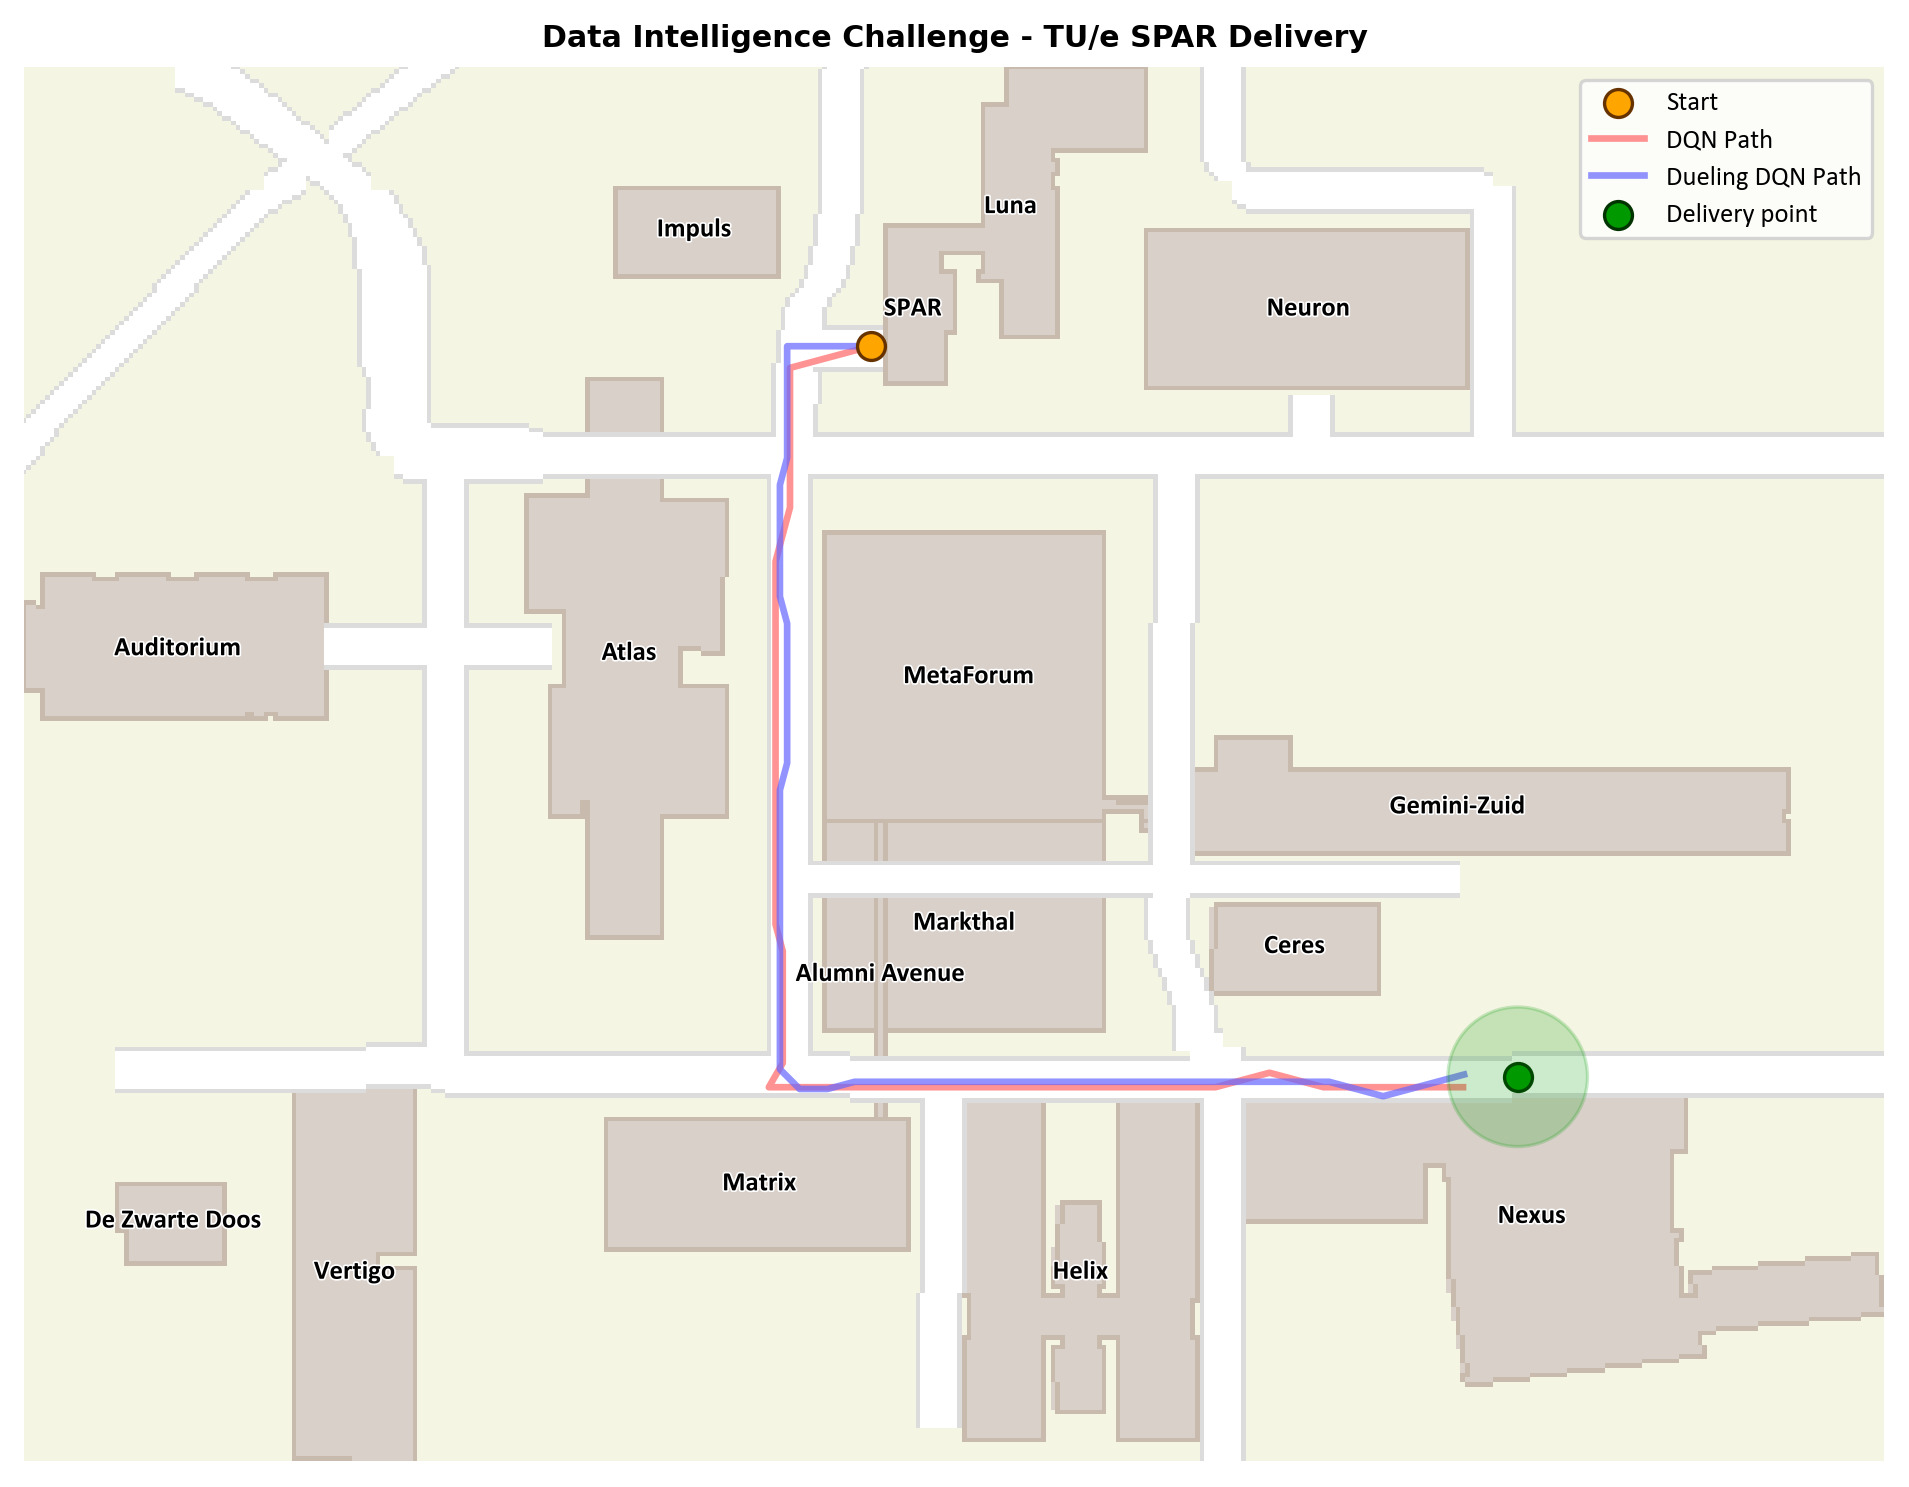 Data Intelligence Challenge - TU/e SPAR Delivery
Start
DQN Path
Dueling DQN Path
Delivery point
Luna
Impuls
SPAR
Neuron
Auditorium
Atlas
MetaForum
Gemini-Zuid
Markthal
Ceres
Alumni Avenue
Matrix
De Zwarte Doos
Nexus
Vertigo
Helix